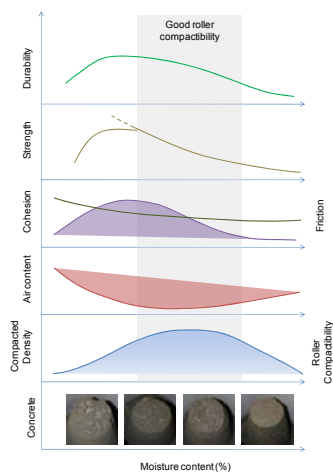 Good roller
compactibility
Durability
Strength
Cohesion
Friction
Air content
Compacted
Density
Roller
Compactibility
Concrete
Moisture content (%)